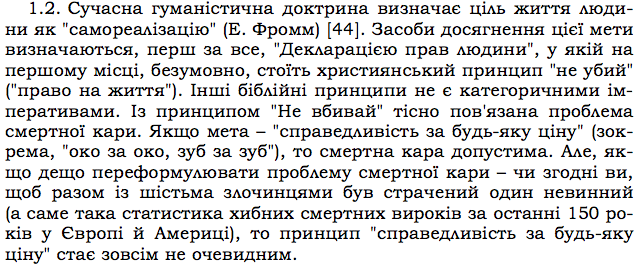 1.2. Сучасна гуманістична доктрина визначає ціль життя люди-
ни як "самореалізацію" (Е. Фромм) [44]. Засоби досягнення цієї мети
визначаються, перш за все, "Декларацією прав людини", у якій на
першому місці, безумовно, стоїть християнський принцип "не убий"
("право на життя"). Інші біблійні принципи не є категоричними ім-
перативами. Із принципом "Не вбивай" тісно пов'язана проблема
смертної кари. Якщо мета – "справедливість за будь-яку ціну" (зок-
рема, "око за око, зуб за зуб"), то смертна кара допустима. Але, як-
що дещо переформулювати проблему смертної кари – чи згодні ви,
щоб разом із шістьма злочинцями був страчений один невинний
(а саме така статистика хибних смертних вироків за останні 150 ро-
ків у Європі й Америці), то принцип "справедливість за будь-яку
ціну" стає зовсім не очевидним.